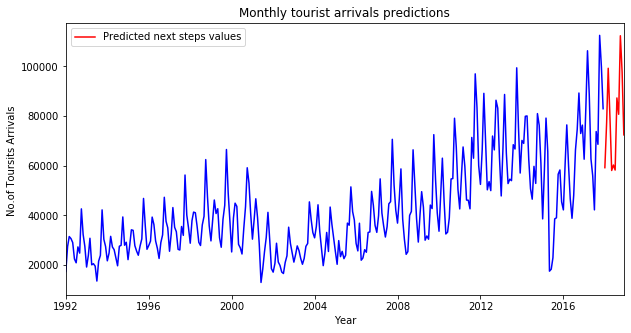 Monthly tourist arrivals predictions
Predicted next steps values
No.of Toursits Arrivals
100000
80000
60000
40000
20000
1992 1996 2000 2004 2008 2012 2016
Year